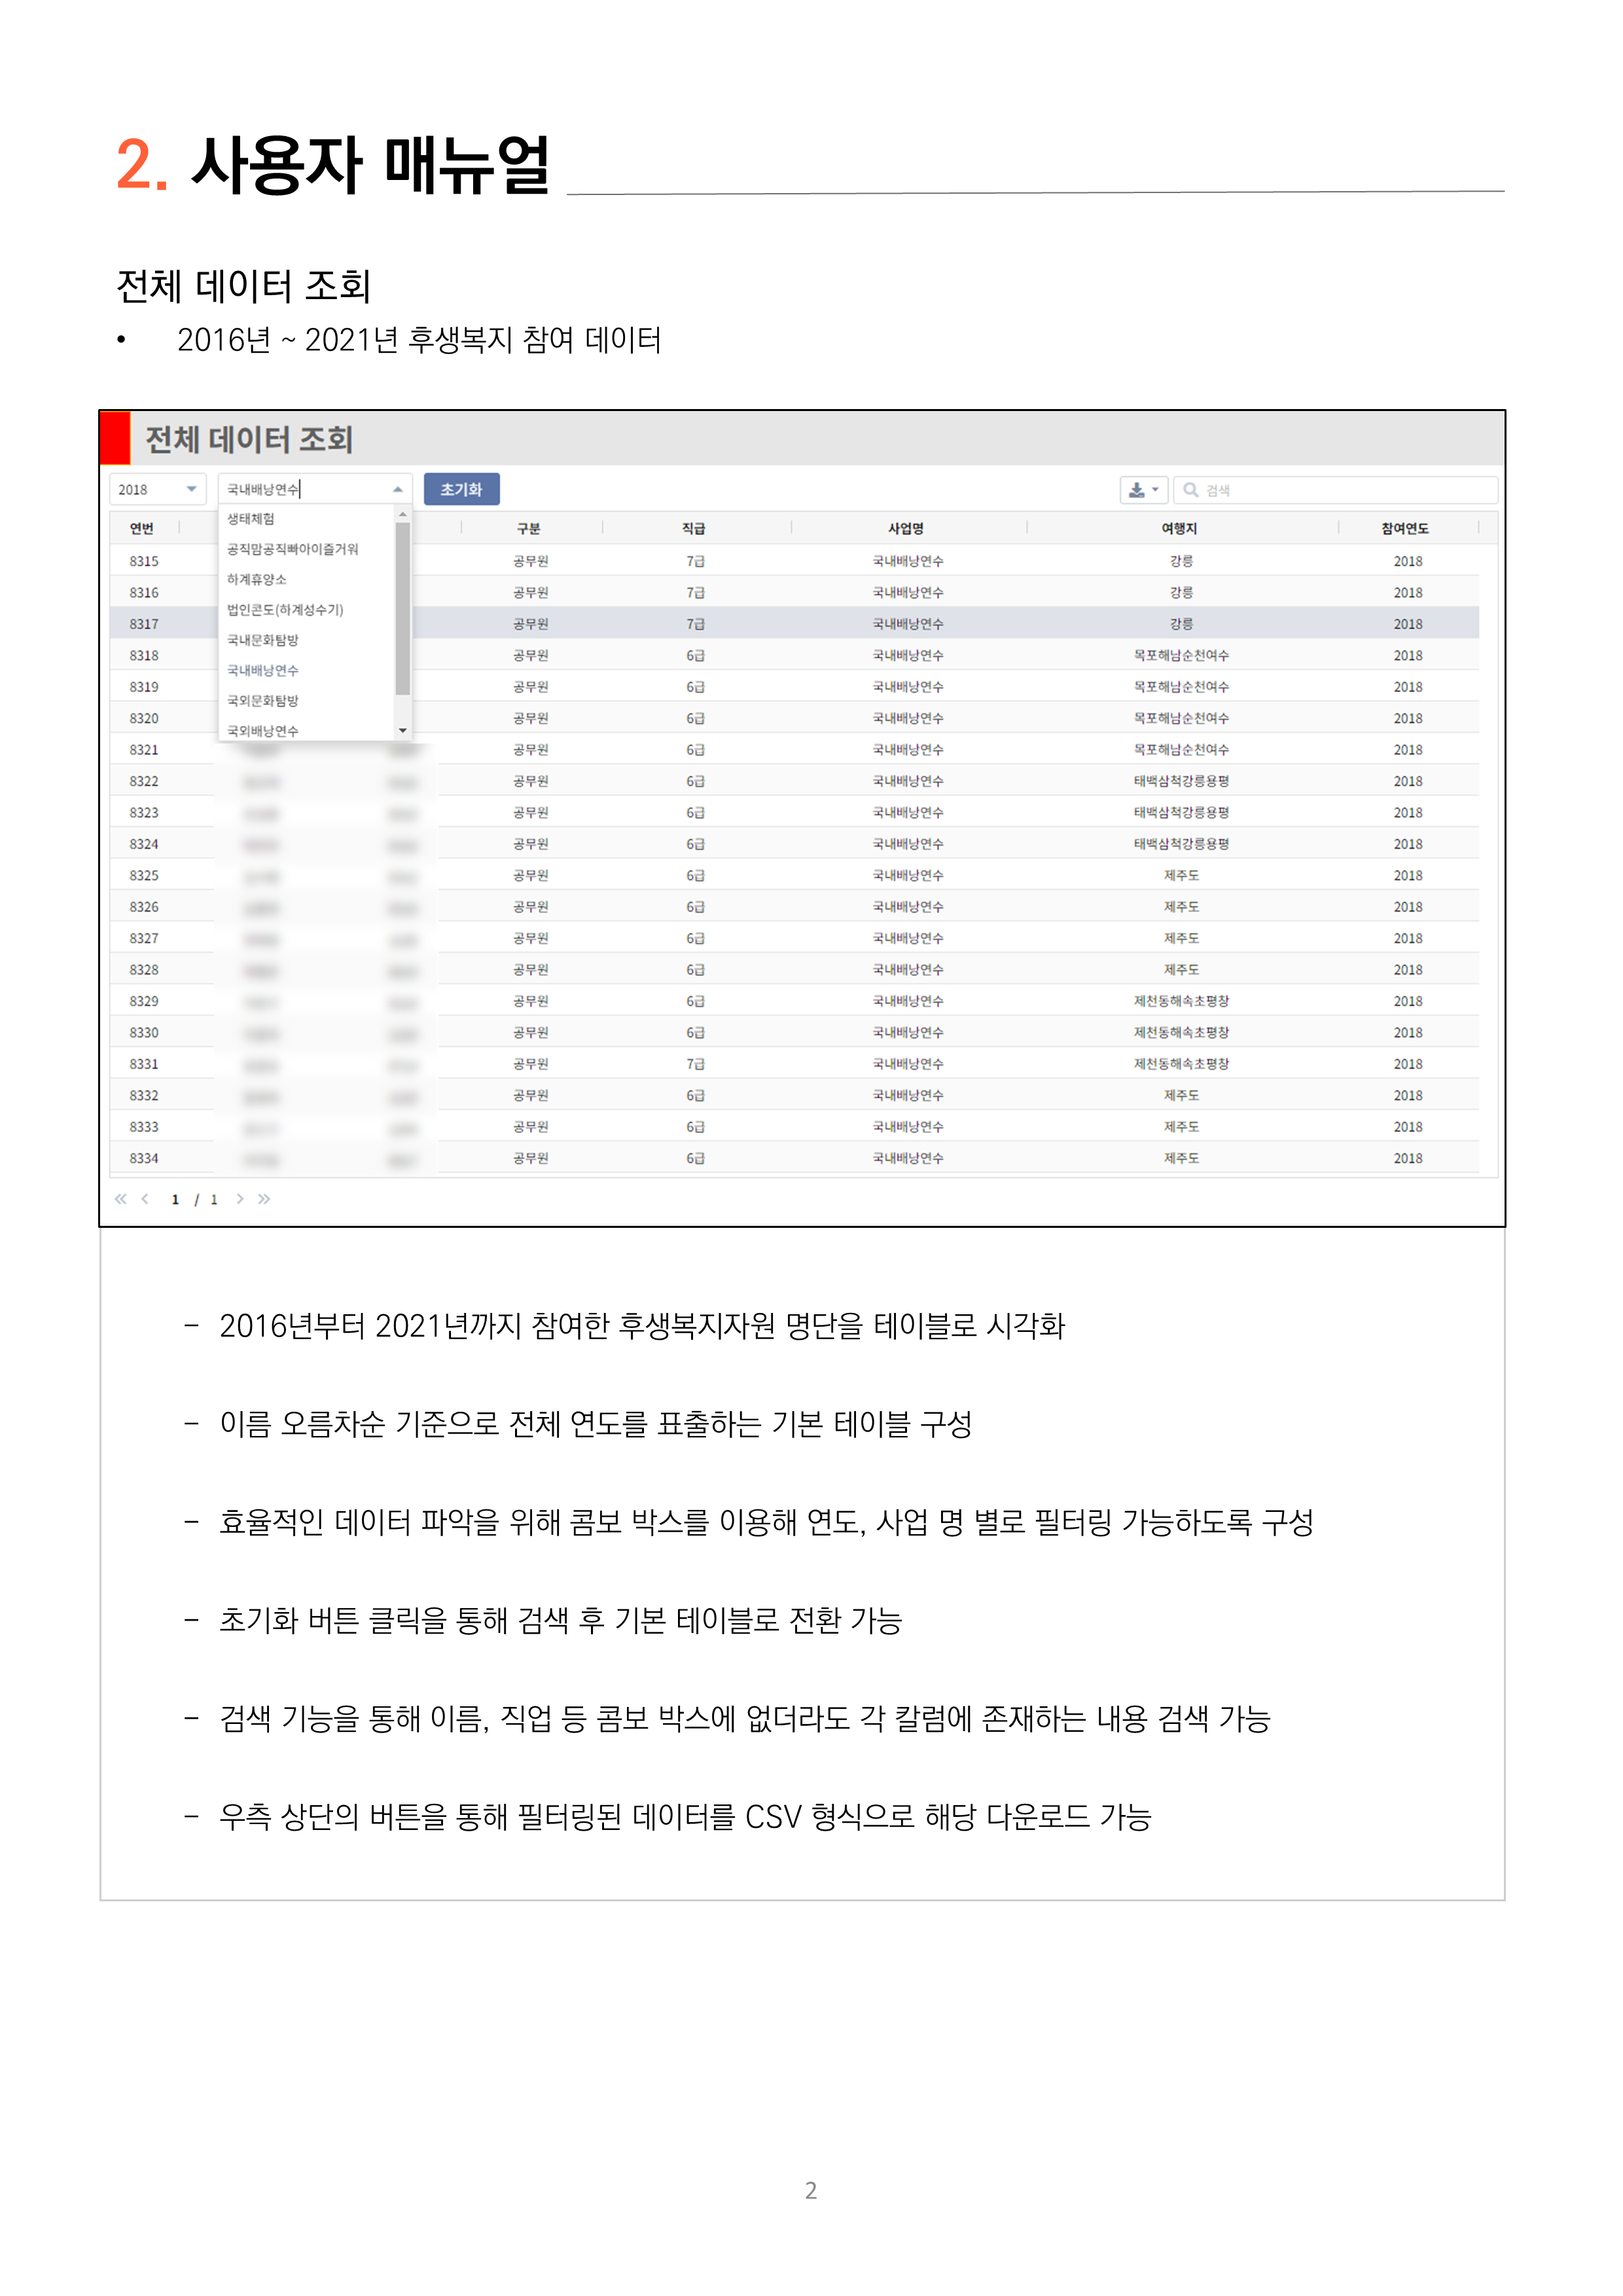 2. 사용자 매뉴얼
전체 데이터 조회
• 2016년 ~ 2021년 후생복지 참여 데이터
전체 데이터 조회
2018 국내배낭연수 초기화 검색
연번 구분 직급 사업명 여행지 참여연도
생태체험
공직맘공직빠아이즐거워
하계휴양소
법인콘도(하계성수기)
국내문화탐방
국내배낭연수
국외문화탐방
국외배낭연수
8315 공무원 7급 국내배낭연수 강릉 2018
8316 공무원 7급 국내배낭연수 강릉 2018
8317 공무원 7급 국내배낭연수 강릉 2018
8318 공무원 6급 국내배낭연수 목포해남순천여수 2018
8319 공무원 6급 국내배낭연수 목포해남순천여수 2018
8320 공무원 6급 국내배낭연수 목포해남순천여수 2018
8321 공무원 6급 국내배낭연수 목포해남순천여수 2018
8322 공무원 6급 국내배낭연수 태백삼척강릉용평 2018
8323 공무원 6급 국내배낭연수 태백삼척강릉용평 2018
8324 공무원 6급 국내배낭연수 태백삼척강릉용평 2018
8325 공무원 6급 국내배낭연수 제주도 2018
8326 공무원 6급 국내배낭연수 제주도 2018
8327 공무원 6급 국내배낭연수 제주도 2018
8328 공무원 6급 국내배낭연수 제주도 2018
8329 공무원 6급 국내배낭연수 제천동해속초평창 2018
8330 공무원 6급 국내배낭연수 제천동해속초평창 2018
8331 공무원 7급 국내배낭연수 제천동해속초평창 2018
8332 공무원 6급 국내배낭연수 제주도 2018
8333 공무원 6급 국내배낭연수 제주도 2018
8334 공무원 6급 국내배낭연수 제주도 2018
« ‹ 1 / 1 › »
- 2016년부터 2021년까지 참여한 후생복지자원 명단을 테이블로 시각화
- 이름 오름차순 기준으로 전체 연도를 표출하는 기본 테이블 구성
- 효율적인 데이터 파악을 위해 콤보 박스를 이용해 연도, 사업 명 별로 필터링 가능하도록 구성
- 초기화 버튼 클릭을 통해 검색 후 기본 테이블로 전환 가능
- 검색 기능을 통해 이름, 직업 등 콤보 박스에 없더라도 각 칼럼에 존재하는 내용 검색 가능
- 우측 상단의 버튼을 통해 필터링된 데이터를 CSV 형식으로 해당 다운로드 가능
2